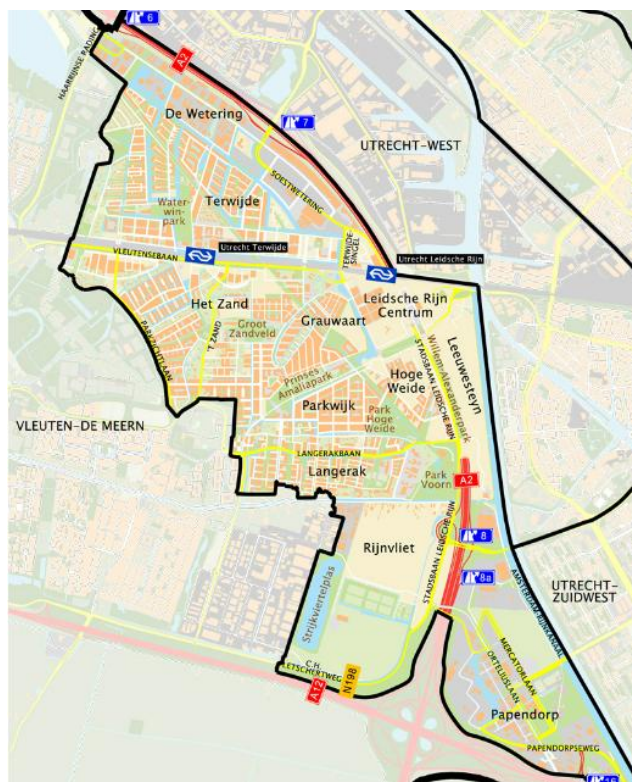 6
HAARRIJNSE RADING
A2
De Wetering
7
UTRECHT-WEST
SOESTWETERING
Water-
win-
park
Terwijde
TERWIJDE-
SINGEL
Utrecht Terwijde
VLEUTENSEBAAN
Utrecht Leidsche Rijn
Het Zand
Leidsche Rijn
Centrum
Groot
Zandveld
Grauwaart
'T ZAND
PARKZICHTLAAN
Leeuwesteyn
Willem-Alexanderpark
STADSBAAN LEIDSCHE RIJN
Prinses
Amaliapark
Hoge
Weide
Parkwijk
Park
Hoge
Weide
VLEUTEN-DE MEERN
LANGERAKBAAN
Langerak
Park
Voorn
A2
Rijnvliet
STADSBAAN LEIDSCHE RIJN
8
8a
AMSTERDAM-RIJNKANAAL
UTRECHT-
ZUIDWEST
Strijkviertelplas
MERCATORLAAN
ORTELIUSLAAN
C.H.
LETSCHERTWEG
A12
N198
Papendorp
PAPENDORPSEWEG